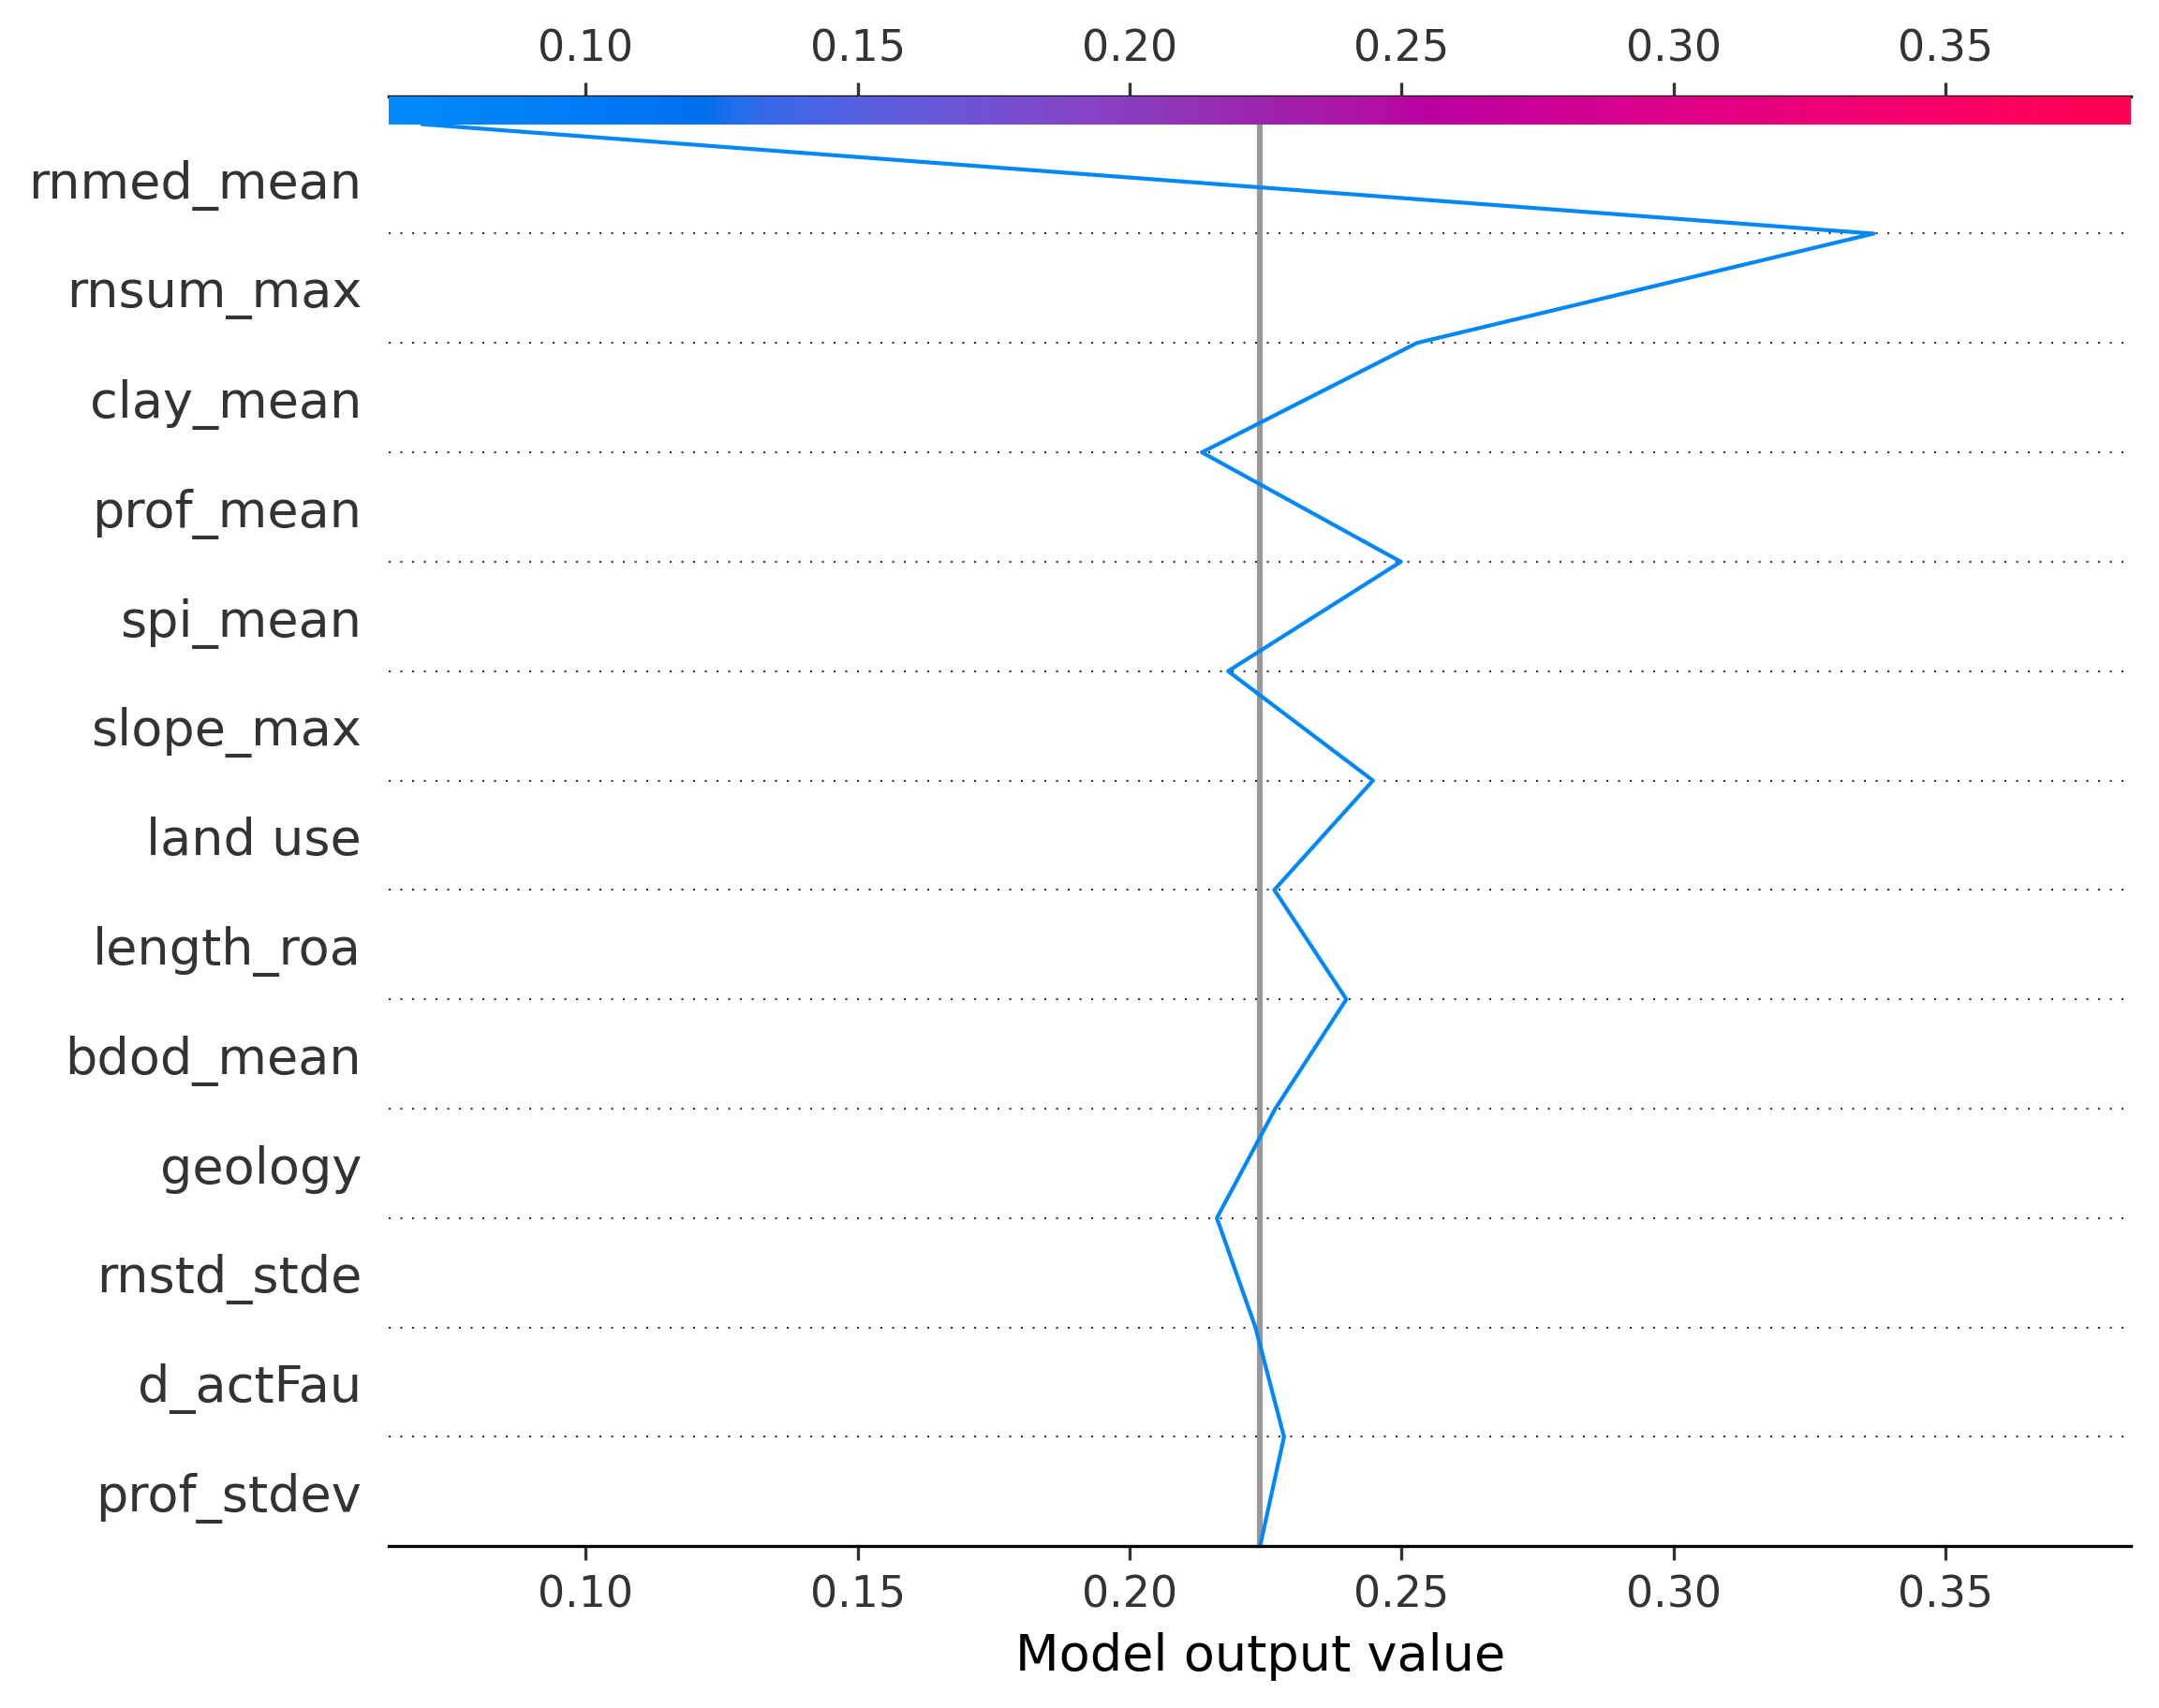 0.10 0.15 0.20 0.25 0.30 0.35
rnmed_mean
rnsum_max
clay_mean
prof_mean
spi_mean
slope_max
land use
length_roa
bdod_mean
geology
rnstd_stde
d_actFau
prof_stdev
0.10 0.15 0.20 0.25 0.30 0.35
Model output value